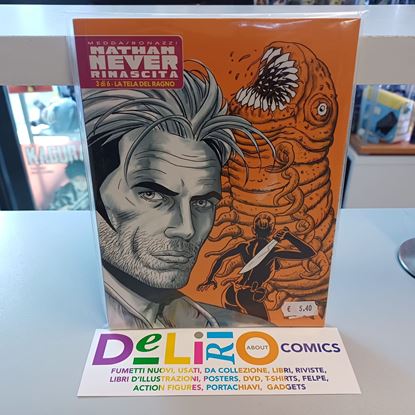 MEDDA/BONAZZI
NATHAN
NEVER
RINASCITA
3 di 6 - LA TELA DEL RAGNO
€ 5,40
DeLiRiO ABOUT COMICS
FUMETTI NUOVI, USATI, DA COLLEZIONE, LIBRI, RIVISTE,
LIBRI D'ILLUSTRAZIONI, POSTERS, DVD, T-SHIRTS, FELPE,
ACTION FIGURES, PORTACHIAVI, GADGETS